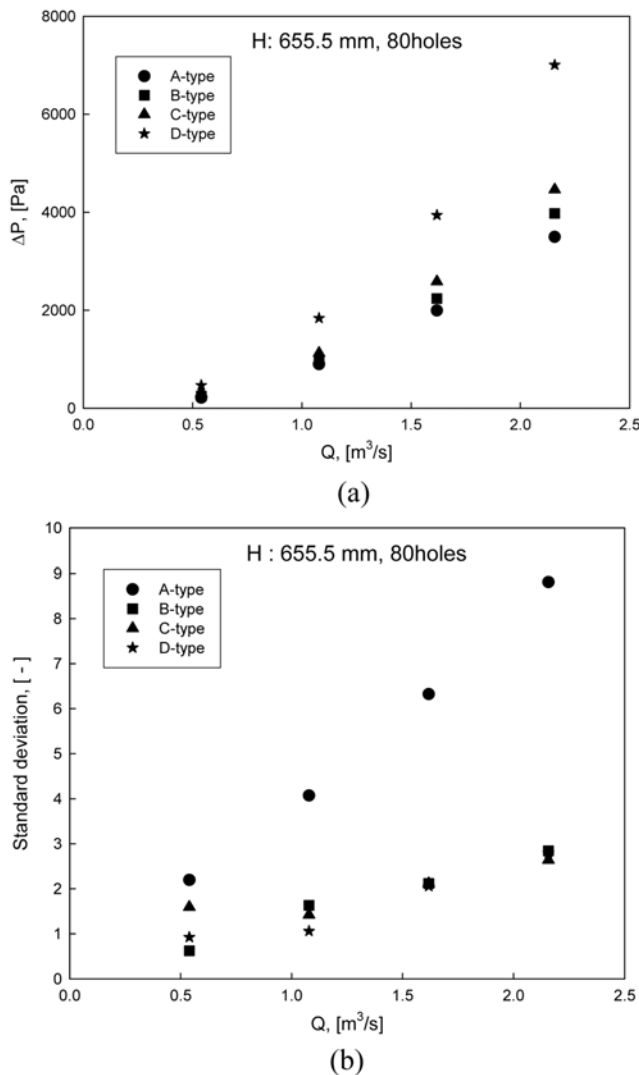 H: 655.5 mm, 80holes
A-type
B-type
C-type
D-type
ΔP, [Pa]
8000
6000
4000
2000
0
0.0 0.5 1.0 1.5 2.0 2.5
Q, [m³/s]
(a)
H : 655.5 mm, 80holes
A-type
B-type
C-type
D-type
Standard deviation, [ - ]
10
9
8
7
6
5
4
3
2
1
0
0.0 0.5 1.0 1.5 2.0 2.5
Q, [m³/s]
(b)